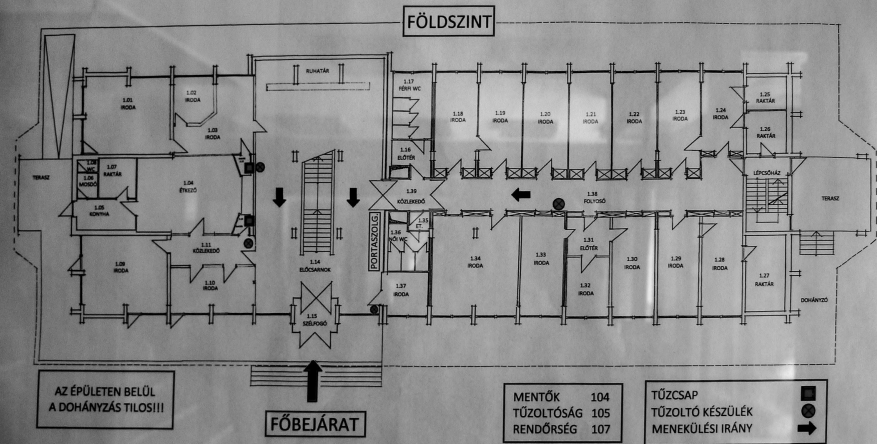 FÖLDSZINT
RUHATÁR
1.01
IRODA
1.02
IRODA
1.03
IRODA
1.17
FÉRFI WC
1.18
IRODA
1.19
IRODA
1.20
IRODA
1.21
IRODA
1.22
IRODA
1.23
IRODA
1.24
IRODA
1.25
RAKTÁR
1.26
RAKTÁR
1.16
ELŐTÉR
1.08 WC
1.07
RAKTÁR
1.06
MOSDÓ
TERASZ
1.04
ÉTKEZŐ
1.05
KONYHA
1.39
KÖZLEKEDŐ
1.38
FOLYOSÓ
LÉPCSŐHÁZ
TERASZ
1.11
KÖZLEKEDŐ
PORTASZOLG.
1.35
ET.
1.36
NŐI WC
1.31
ELŐTÉR
1.09
IRODA
1.10
IRODA
1.14
ELŐCSARNOK
1.34
IRODA
1.33
IRODA
1.30
IRODA
1.29
IRODA
1.28
IRODA
1.27
RAKTÁR
1.37
IRODA
1.32
IRODA
DOHÁNYZÓ
1.15
SZÉLFOGÓ
AZ ÉPÜLETEN BELÜL
A DOHÁNYZÁS TILOS!!!
FŐBEJÁRAT
MENTŐK 104
TŰZOLTÓSÁG 105
RENDŐRSÉG 107
TŰZCSAP
TŰZOLTÓ KÉSZÜLÉK
MENEKÜLÉSI IRÁNY